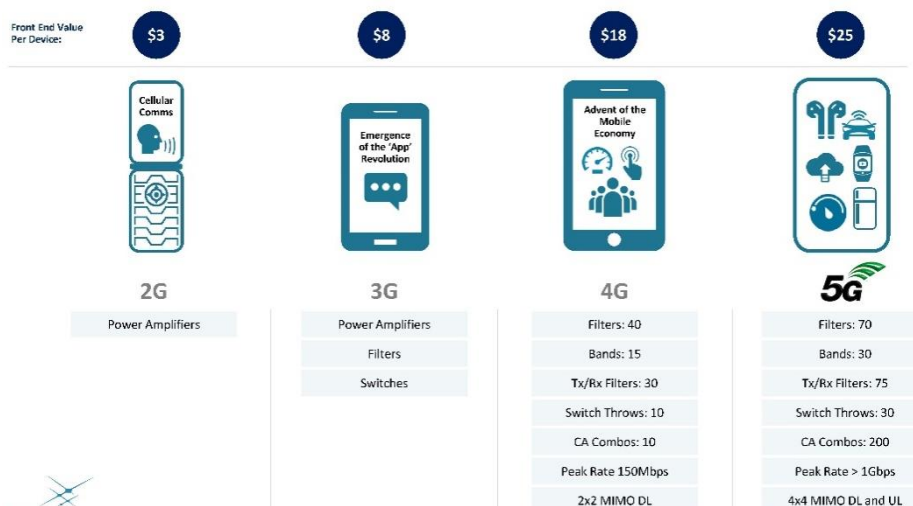 Front End Value
Per Device:
$3
$8
$18
$25
Cellular
Comms
Emergence
of the 'App'
Revolution
Advent of the
Mobile
Economy
2G
3G
4G
5G
Power Amplifiers
Power Amplifiers
Filters: 40
Filters: 70
Filters
Bands: 15
Bands: 30
Switches
Tx/Rx Filters: 30
Tx/Rx Filters: 75
Switch Throws: 10
Switch Throws: 30
CA Combos: 10
CA Combos: 200
Peak Rate 150Mbps
Peak Rate > 1Gbps
2x2 MIMO DL
4x4 MIMO DL and UL